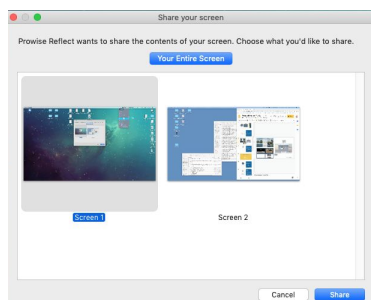 Share your screen
Prowise Reflect wants to share the contents of your screen. Choose what you'd like to share.
Your Entire Screen
Screen 1
Screen 2
Cancel
Share